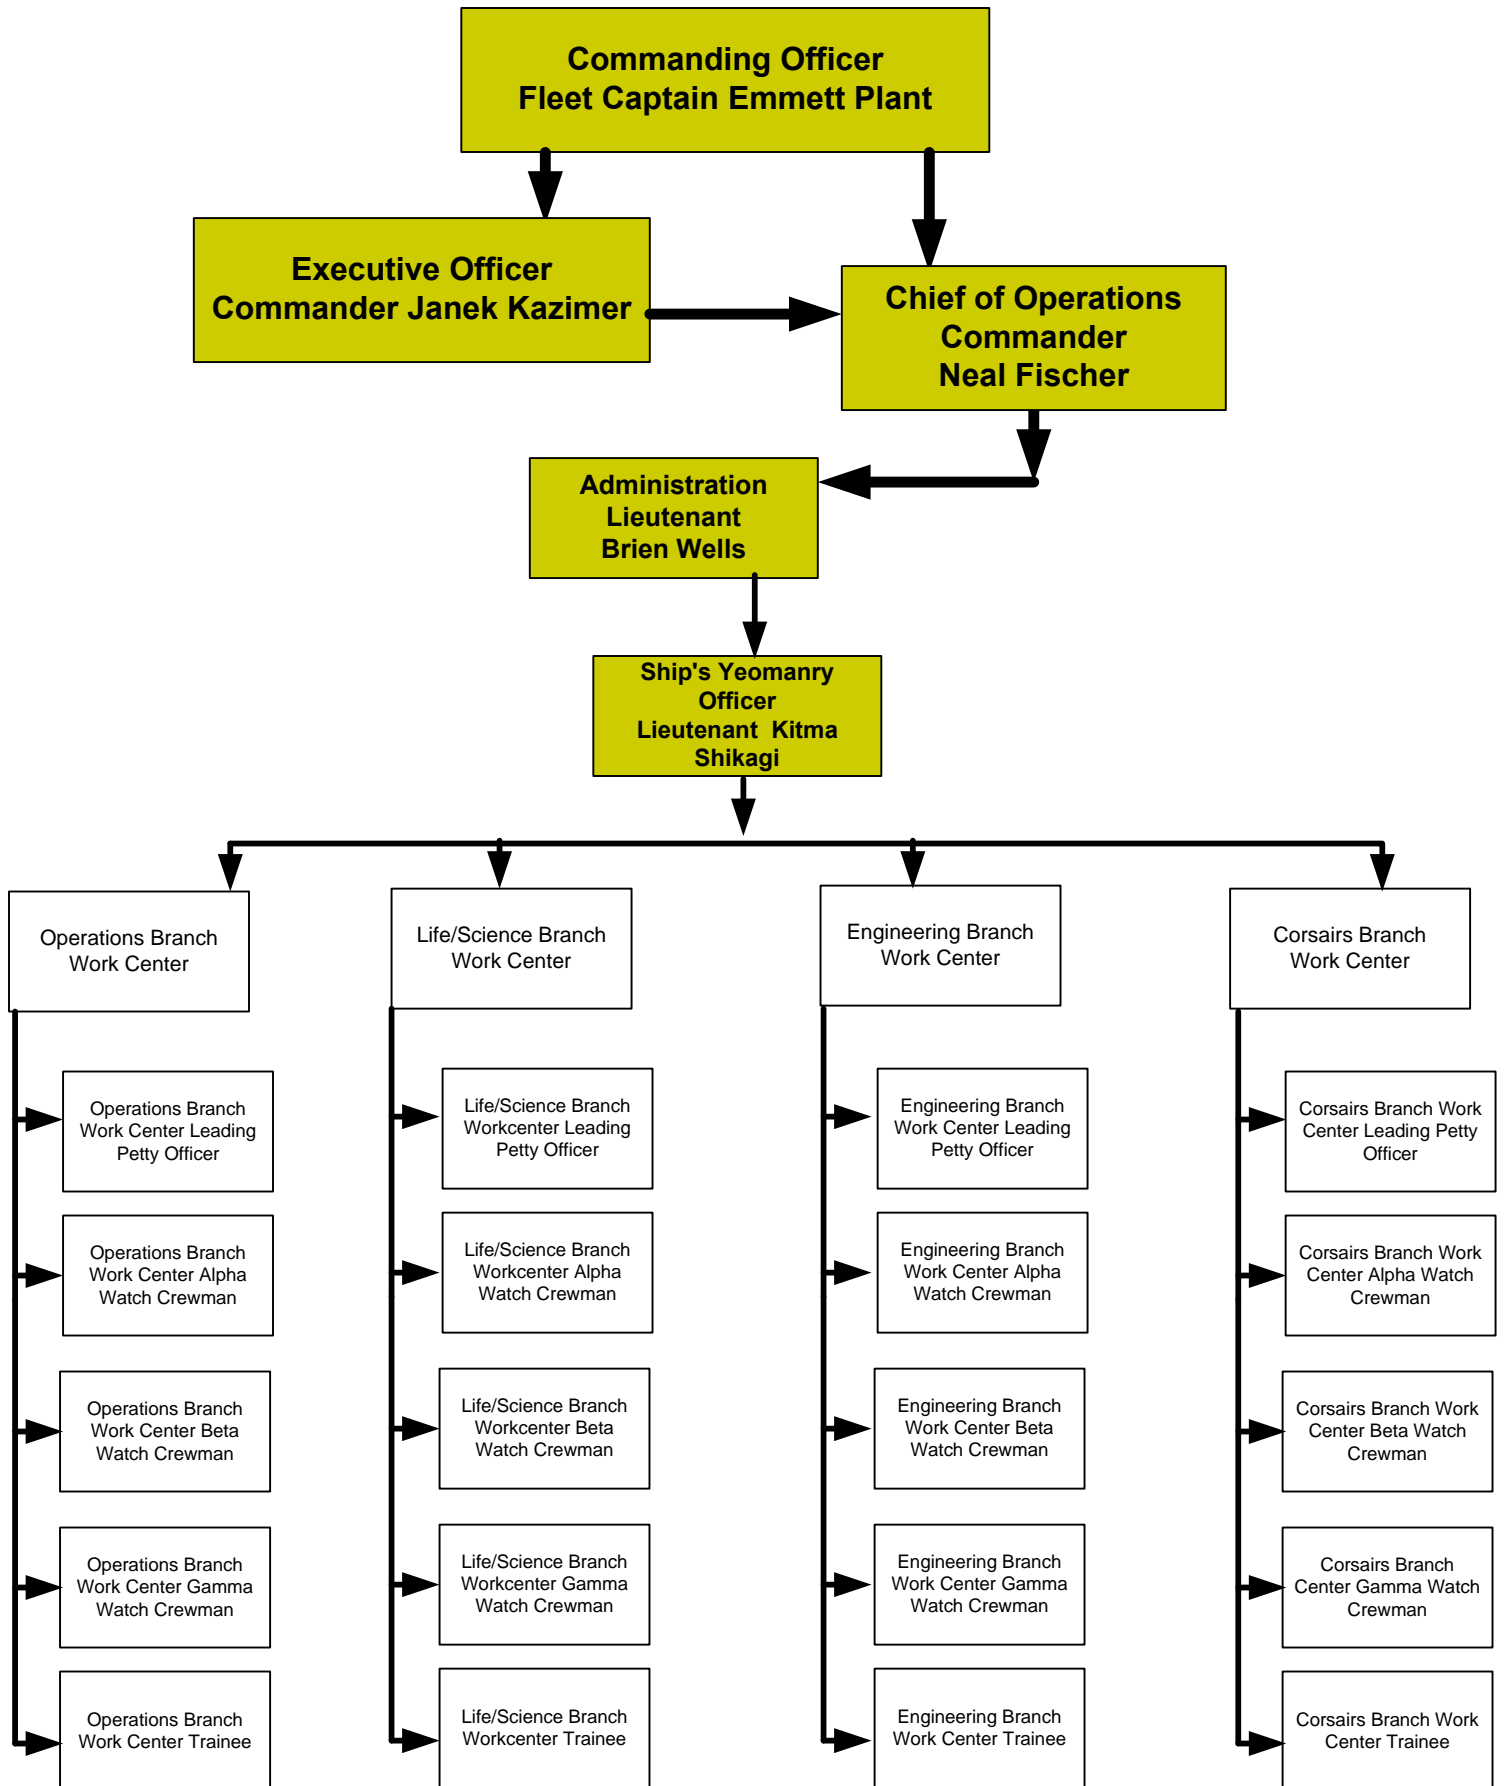 Commanding Officer
Fleet Captain Emmett Plant
Executive Officer
Commander Janek Kazimer
Chief of Operations
Commander
Neal Fischer
Administration
Lieutenant
Brien Wells
Ship's Yeomanry
Officer
Lieutenant  Kitma
Shikagi
Operations Branch
Work Center
Life/Science Branch
Work Center
Engineering Branch
Work Center
Corsairs Branch
Work Center
Operations Branch
Work Center Leading
Petty Officer
Life/Science Branch
Workcenter Leading
Petty Officer
Engineering Branch
Work Center Leading
Petty Officer
Corsairs Branch Work
Center Leading Petty
Officer
Operations Branch
Work Center Alpha
Watch Crewman
Life/Science Branch
Workcenter Alpha
Watch Crewman
Engineering Branch
Work Center Alpha
Watch Crewman
Corsairs Branch Work
Center Alpha Watch
Crewman
Operations Branch
Work Center Beta
Watch Crewman
Life/Science Branch
Workcenter Beta
Watch Crewman
Engineering Branch
Work Center Beta
Watch Crewman
Corsairs Branch Work
Center Beta Watch
Crewman
Operations Branch
Work Center Gamma
Watch Crewman
Life/Science Branch
Workcenter Gamma
Watch Crewman
Engineering Branch
Work Center Gamma
Watch Crewman
Corsairs Branch
Center Gamma Watch
Crewman
Operations Branch
Work Center Trainee
Life/Science Branch
Workcenter Trainee
Engineering Branch
Work Center Trainee
Corsairs Branch Work
Center Trainee